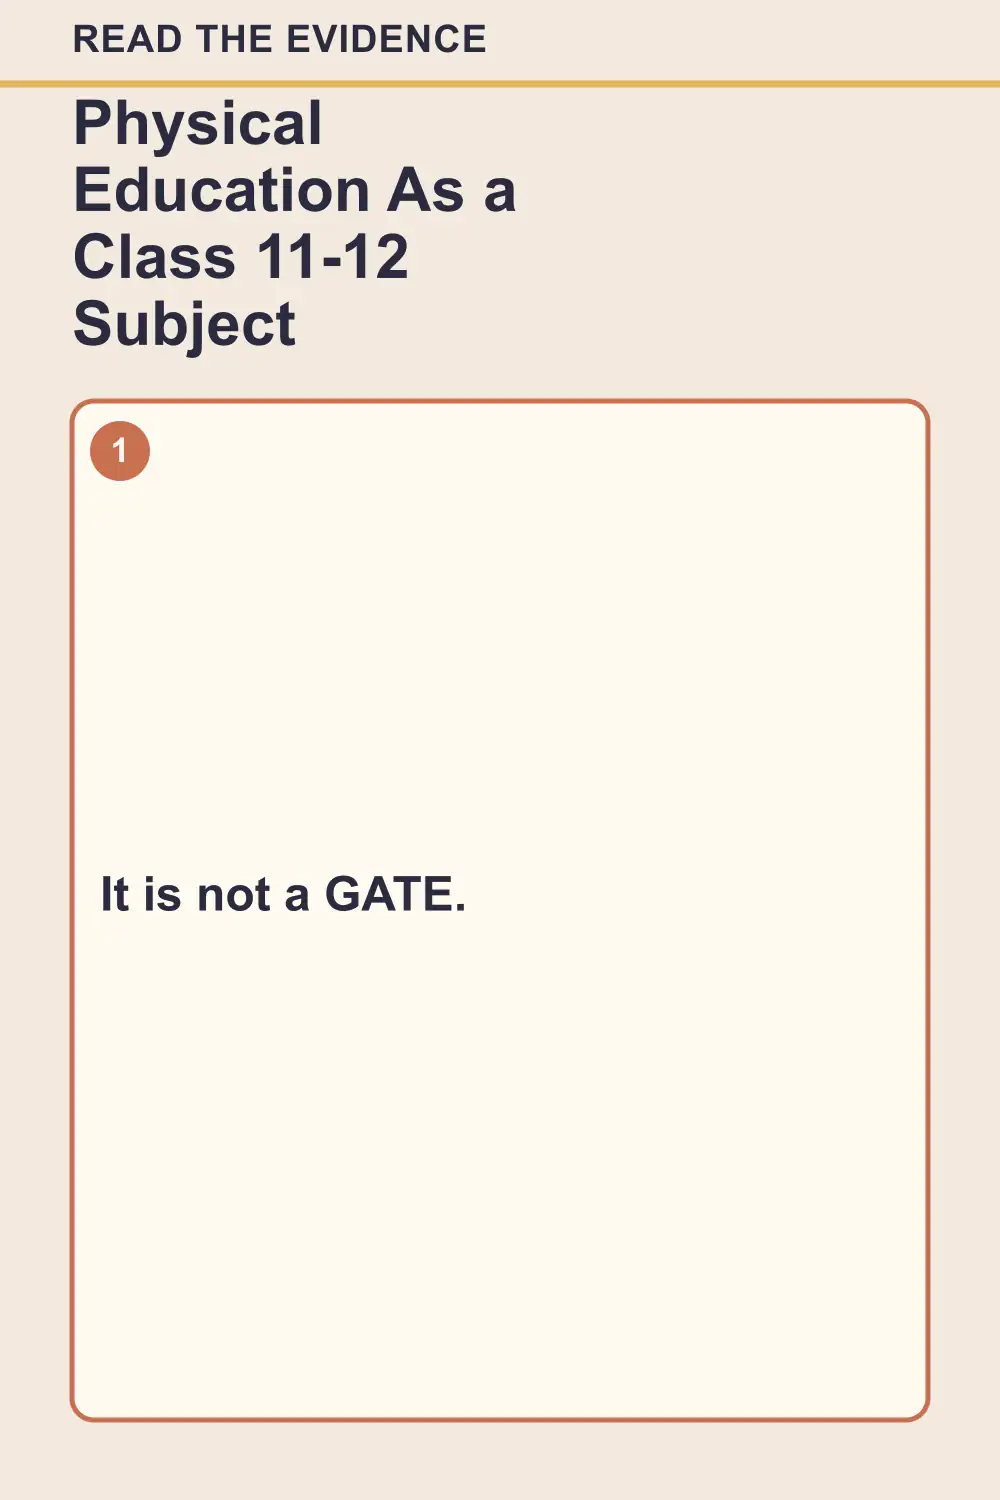 READ THE EVIDENCE
Physical
Education As a
Class 11-12
Subject
1
It is not a GATE.